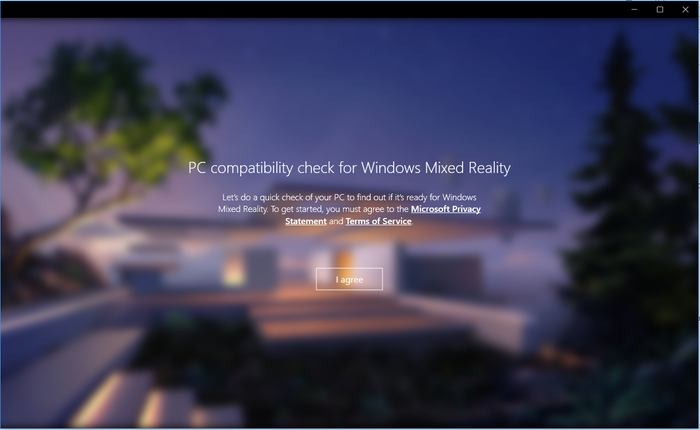 PC compatibility check for Windows Mixed Reality
Let's do a quick check of your PC to find out if it's ready for Windows
Mixed Reality. To get started, you must agree to the Microsoft Privacy
Statement and Terms of Service.
I agree